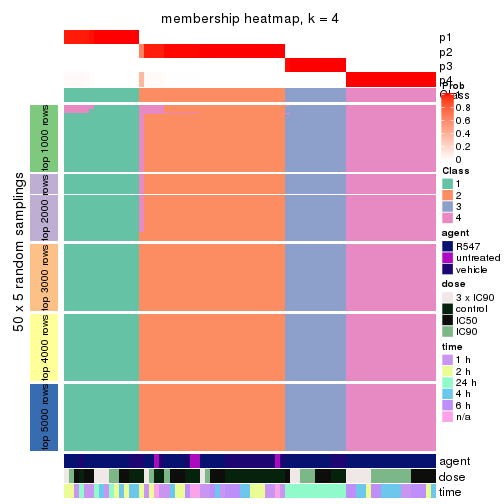 membership heatmap, k = 4
p1
p2
p3
p4
Class
50 x 5 random samplings
top 1000 rows
top 2000 rows
top 3000 rows
top 4000 rows
top 5000 rows
agent
dose
time
Prob
1
0.8
0.6
0.4
0.2
0
Class
1
2
3
4
agent
R547
untreated
vehicle
dose
3 x IC90
control
IC50
IC90
time
1 h
2 h
24 h
4 h
6 h
n/a